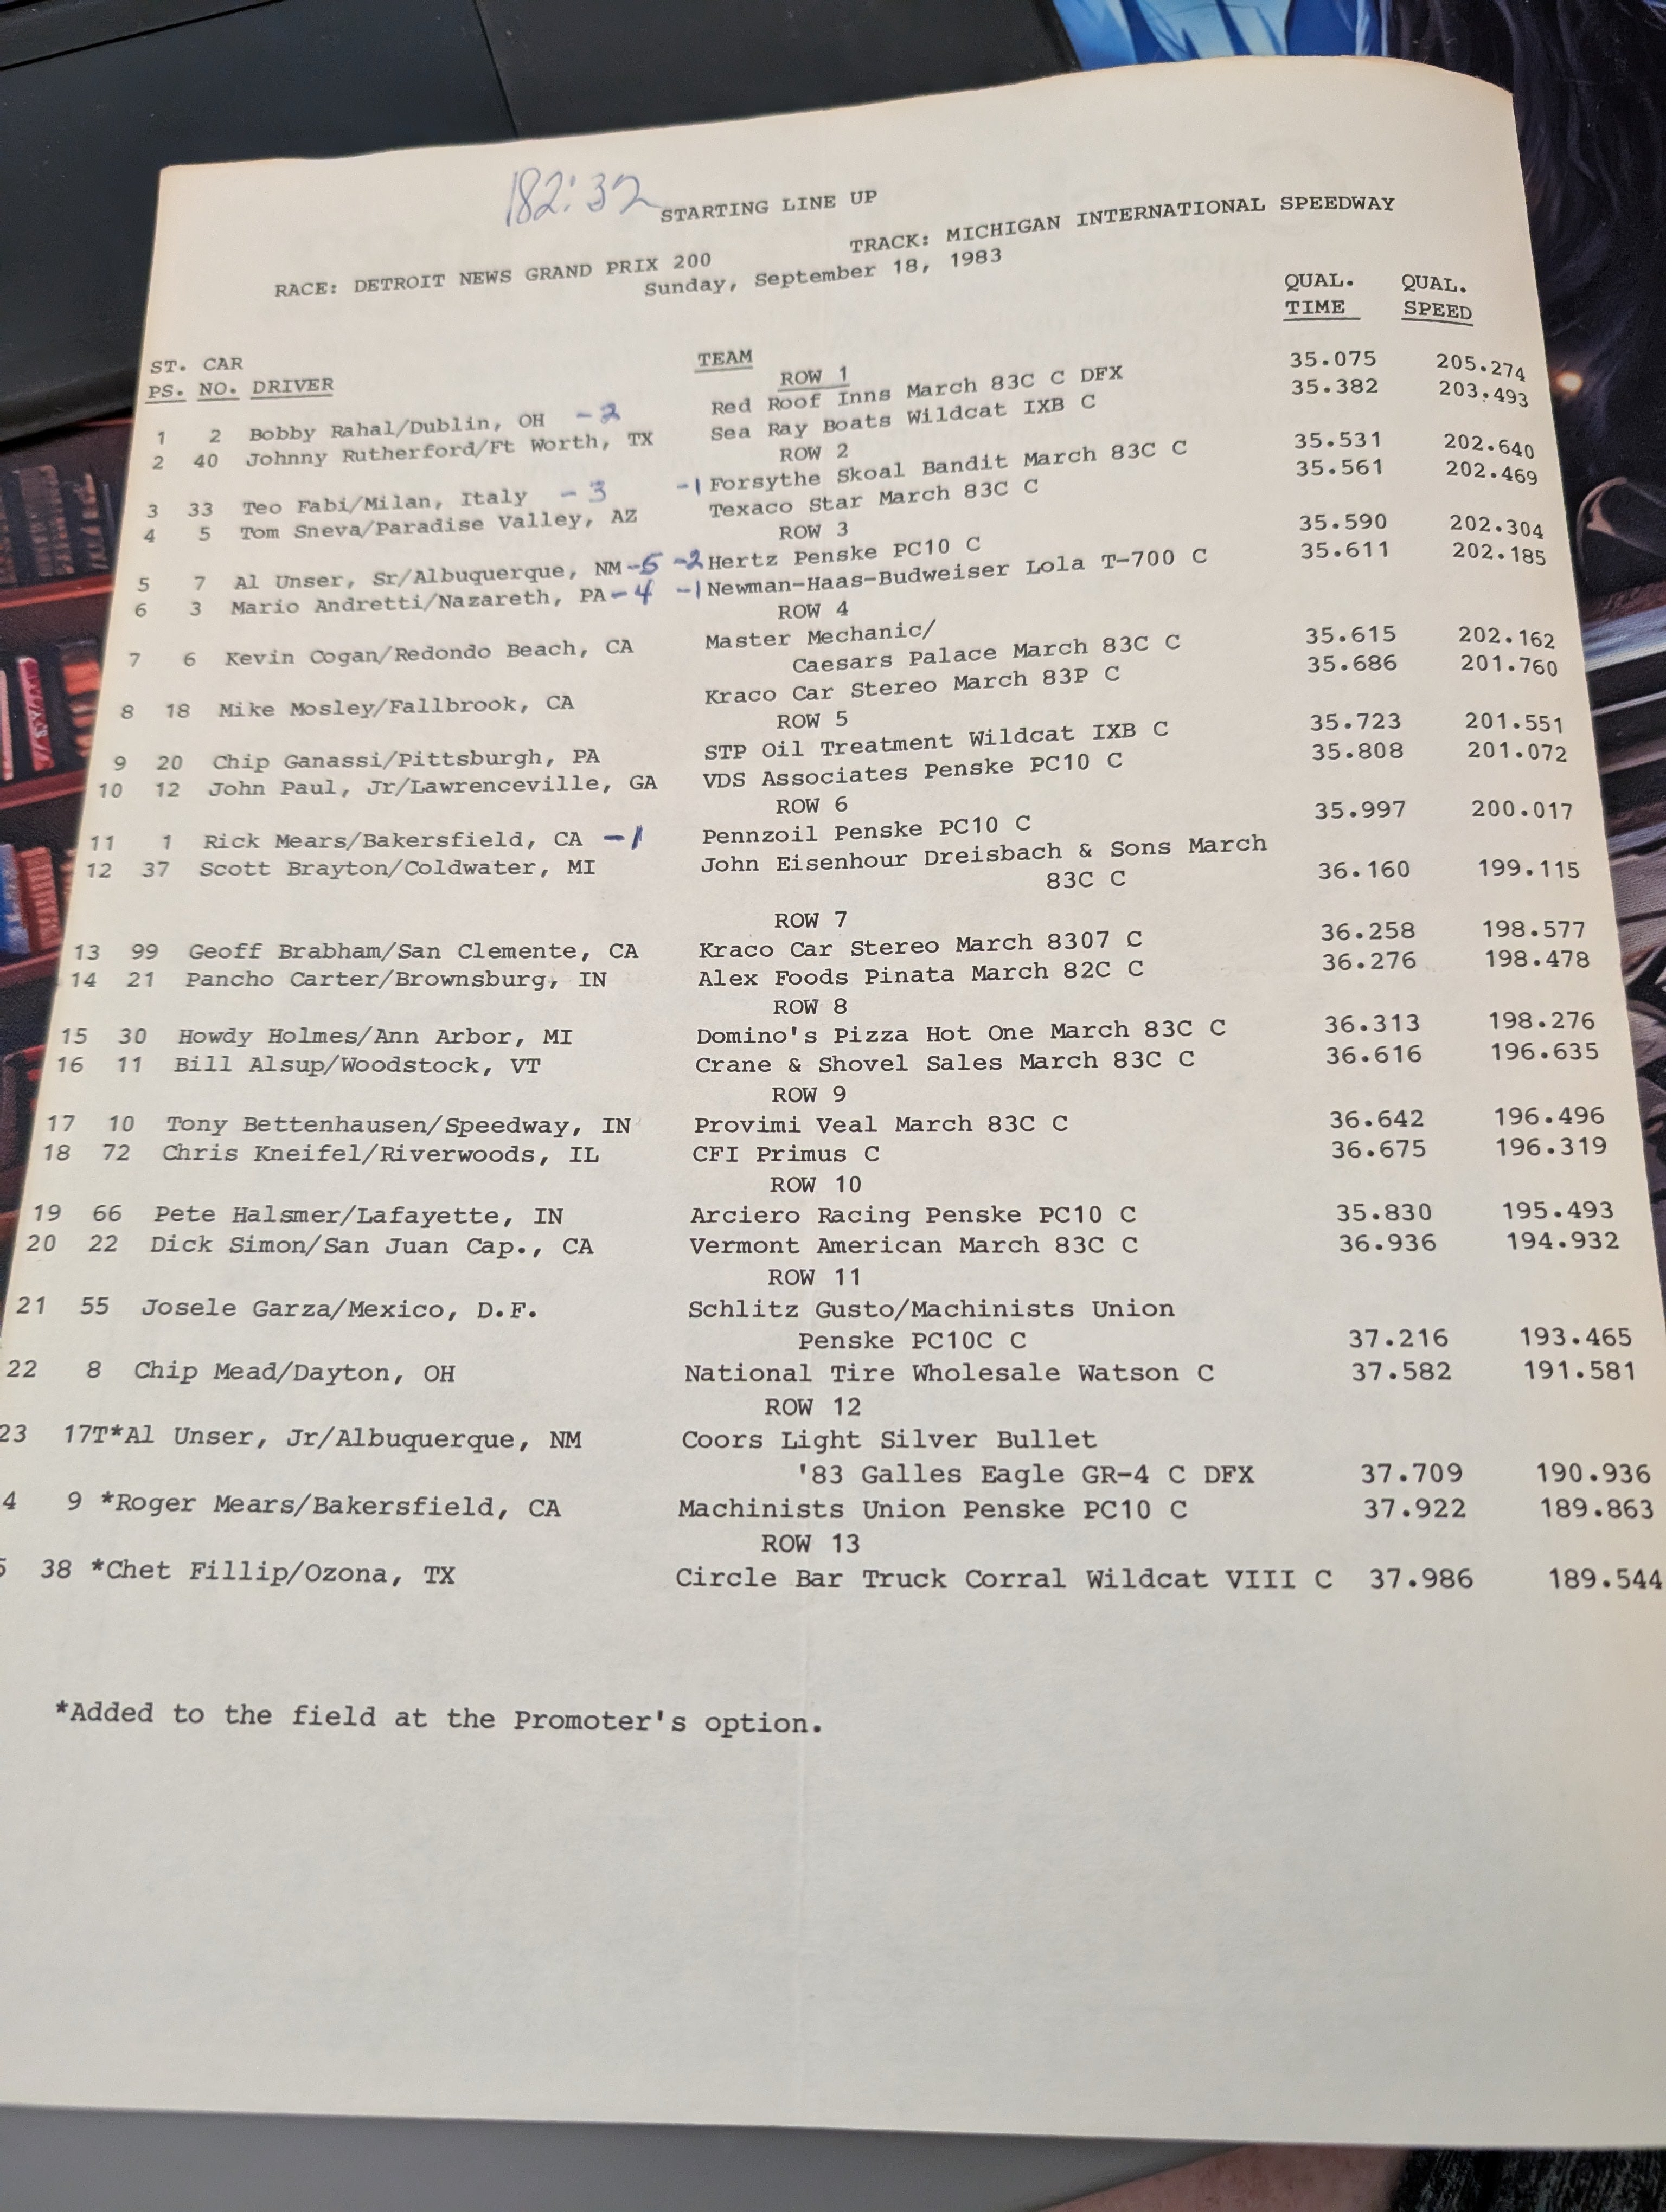 182:32
STARTING LINE UP
RACE: DETROIT NEWS GRAND PRIX 200 TRACK: MICHIGAN INTERNATIONAL SPEEDWAY
Sunday, September 18, 1983
QUAL. QUAL.
ST. CAR TIME SPEED
PS. NO. DRIVER TEAM
ROW 1
1 2 Bobby Rahal/Dublin, OH -2 Red Roof Inns March 83C C DFX 35.075 205.274
2 40 Johnny Rutherford/Ft Worth, TX Sea Ray Boats Wildcat IXB C 35.382 203.493
ROW 2
3 33 Teo Fabi/Milan, Italy -3 -1 Forsythe Skoal Bandit March 83C C 35.531 202.640
4 5 Tom Sneva/Paradise Valley, AZ Texaco Star March 83C C 35.561 202.469
ROW 3
5 7 Al Unser, Sr/Albuquerque, NM -5 -2 Hertz Penske PC10 C 35.590 202.304
6 3 Mario Andretti/Nazareth, PA -4 -1 Newman-Haas-Budweiser Lola T-700 C 35.611 202.185
ROW 4
7 6 Kevin Cogan/Redondo Beach, CA Master Mechanic/
Caesars Palace March 83C C 35.615 202.162
8 18 Mike Mosley/Fallbrook, CA Kraco Car Stereo March 83P C 35.686 201.760
ROW 5
9 20 Chip Ganassi/Pittsburgh, PA STP Oil Treatment Wildcat IXB C 35.723 201.551
10 12 John Paul, Jr/Lawrenceville, GA VDS Associates Penske PC10 C 35.808 201.072
ROW 6
11 1 Rick Mears/Bakersfield, CA -1 Pennzoil Penske PC10 C 35.997 200.017
12 37 Scott Brayton/Coldwater, MI John Eisenhour Dreisbach & Sons March
83C C 36.160 199.115
ROW 7
13 99 Geoff Brabham/San Clemente, CA Kraco Car Stereo March 8307 C 36.258 198.577
14 21 Pancho Carter/Brownsburg, IN Alex Foods Pinata March 82C C 36.276 198.478
ROW 8
15 30 Howdy Holmes/Ann Arbor, MI Domino's Pizza Hot One March 83C C 36.313 198.276
16 11 Bill Alsup/Woodstock, VT Crane & Shovel Sales March 83C C 36.616 196.635
ROW 9
17 10 Tony Bettenhausen/Speedway, IN Provimi Veal March 83C C 36.642 196.496
18 72 Chris Kneifel/Riverwoods, IL CFI Primus C 36.675 196.319
ROW 10
19 66 Pete Halsmer/Lafayette, IN Arciero Racing Penske PC10 C 35.830 195.493
20 22 Dick Simon/San Juan Cap., CA Vermont American March 83C C 36.936 194.932
ROW 11
21 55 Josele Garza/Mexico, D.F. Schlitz Gusto/Machinists Union
Penske PC10C C 37.216 193.465
22 8 Chip Mead/Dayton, OH National Tire Wholesale Watson C 37.582 191.581
ROW 12
23 17T*Al Unser, Jr/Albuquerque, NM Coors Light Silver Bullet
'83 Galles Eagle GR-4 C DFX 37.709 190.936
4 9 *Roger Mears/Bakersfield, CA Machinists Union Penske PC10 C 37.922 189.863
ROW 13
5 38 *Chet Fillip/Ozona, TX Circle Bar Truck Corral Wildcat VIII C 37.986 189.544
*Added to the field at the Promoter's option.